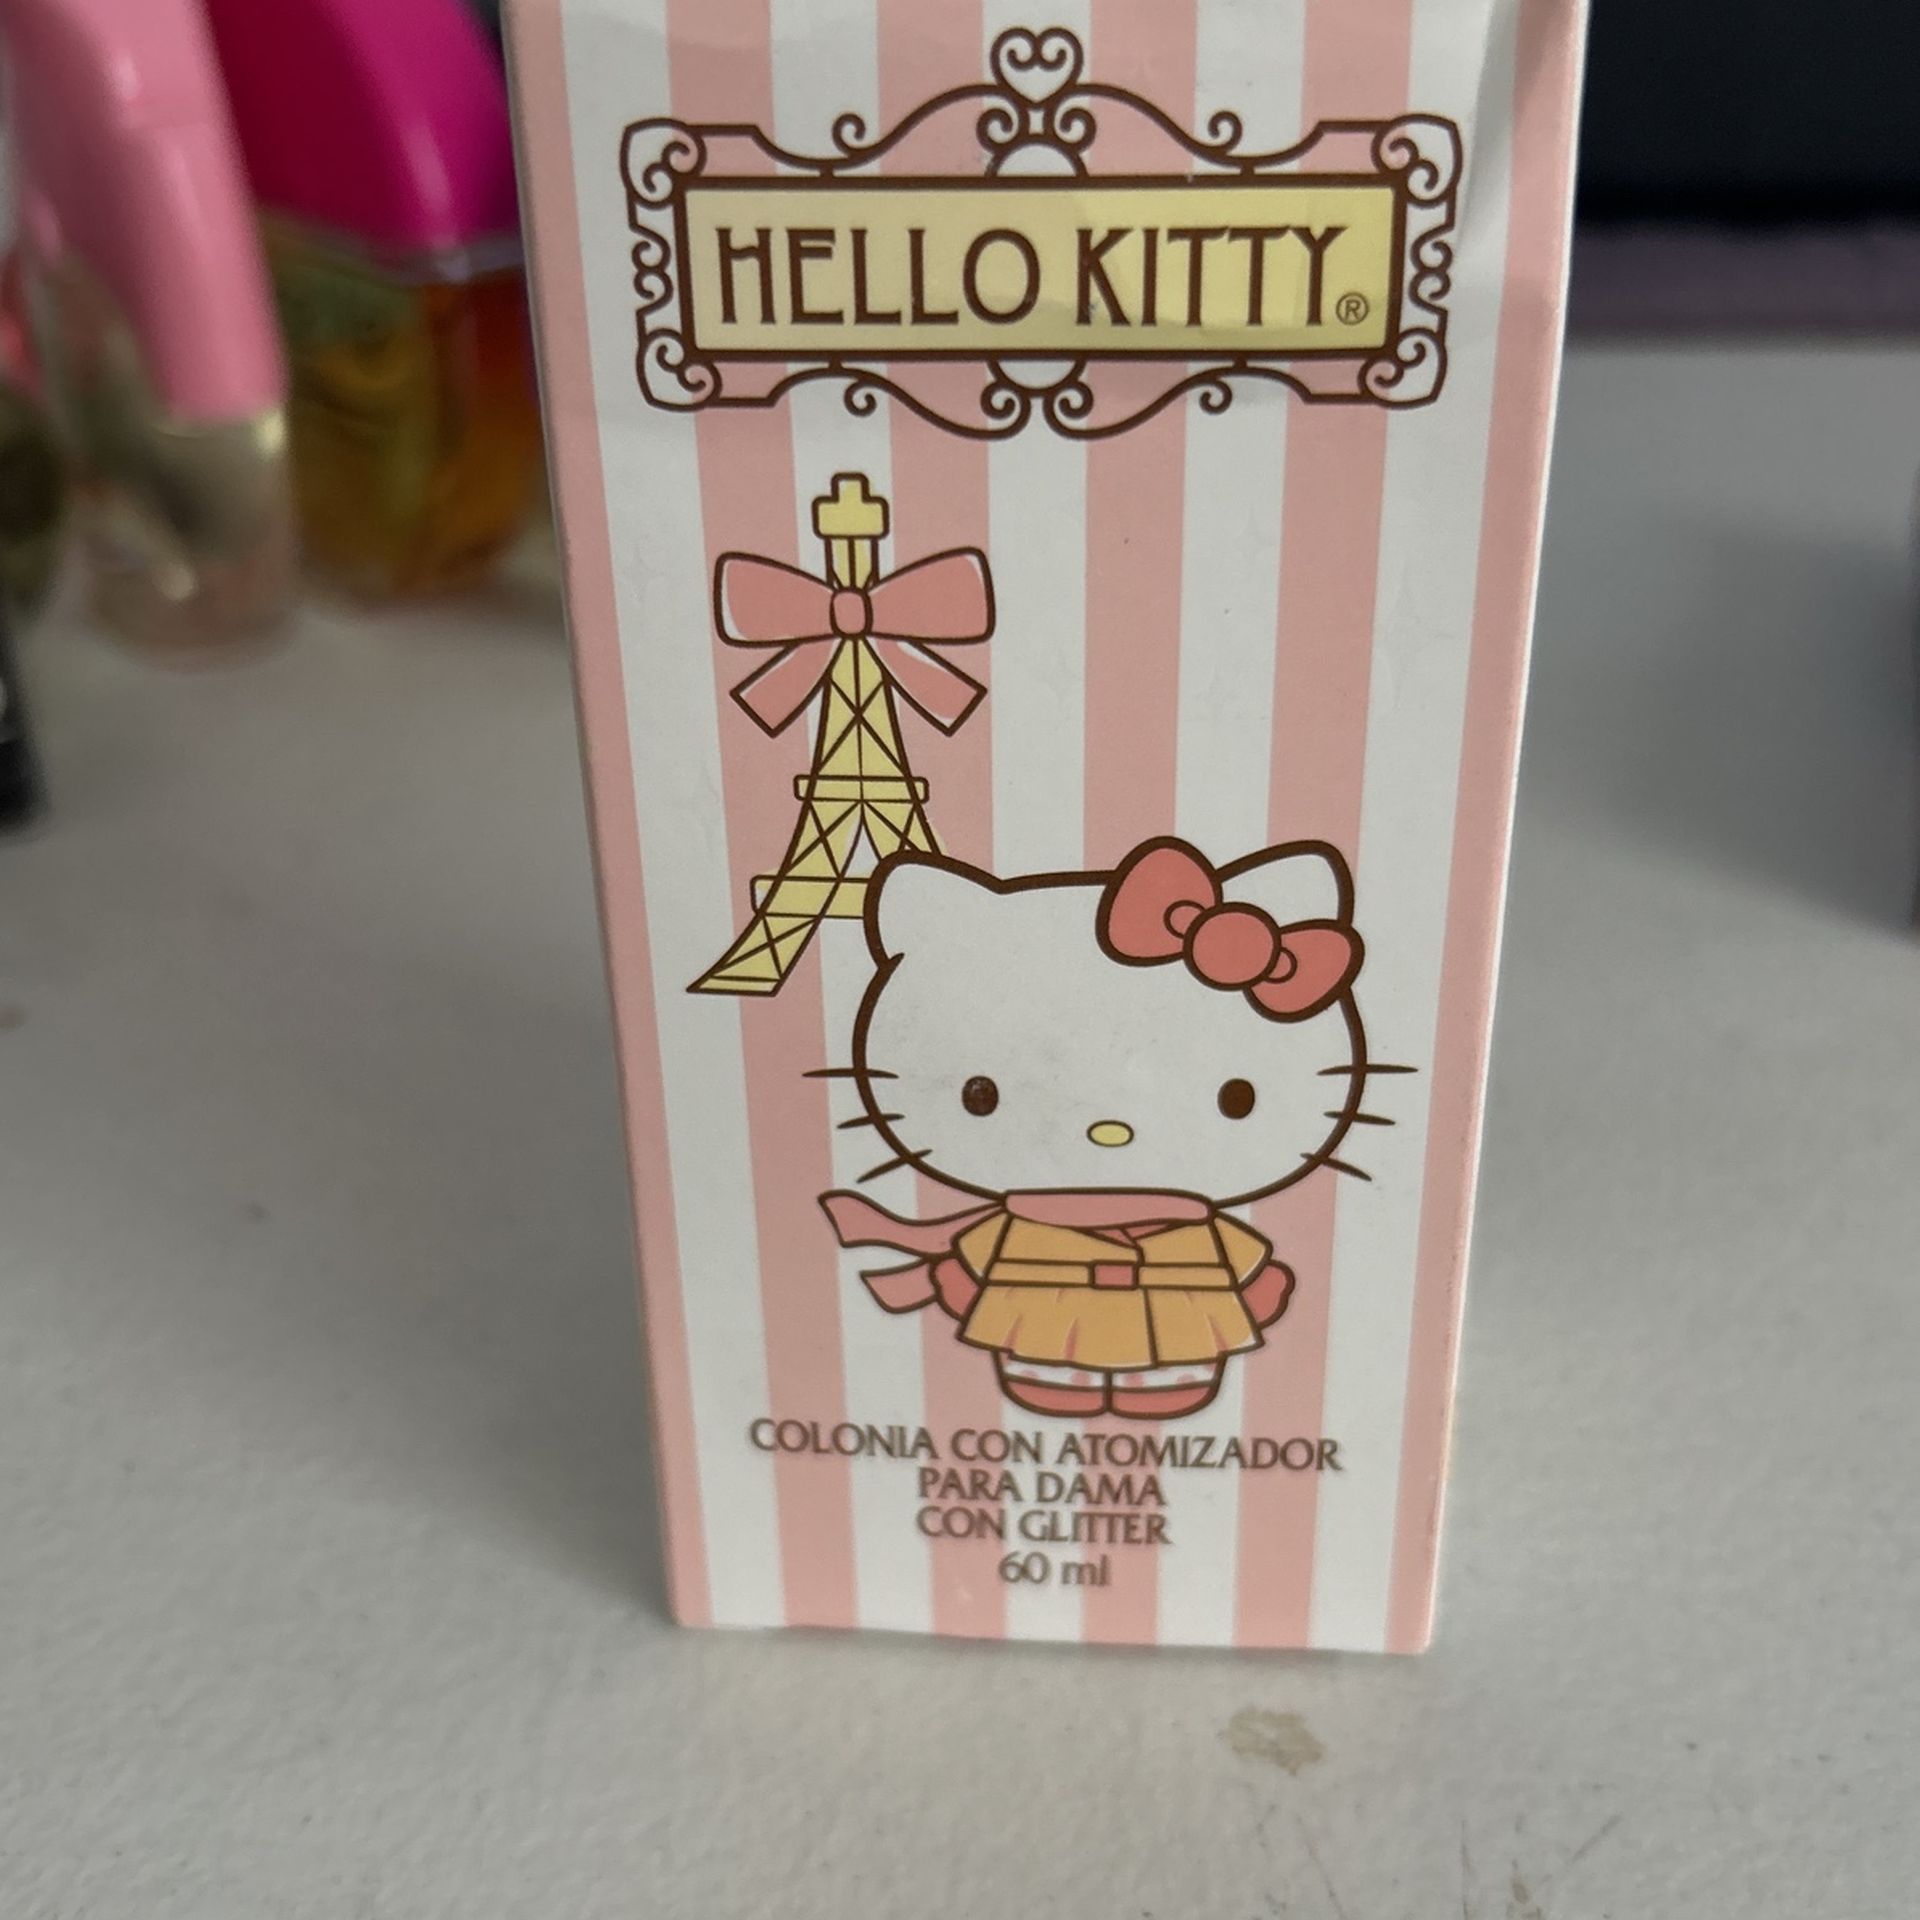 HELLO KITTY®
COLONIA CON ATOMIZADOR
PARA DAMA
CON GLITTER
60 ml